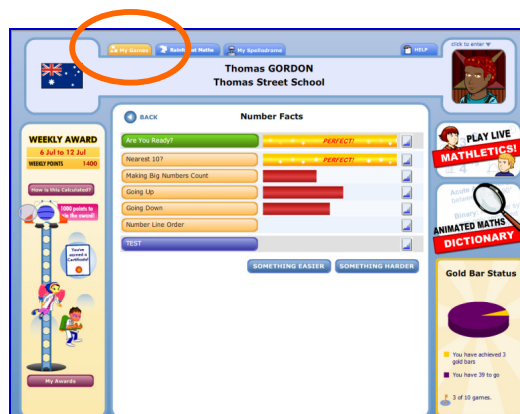 My Games
Rainforest Maths
My Spellodrome
HELP
click to enter
Thomas GORDON
Thomas Street School
BACK
Number Facts
WEEKLY AWARD
6 Jul to 12 Jul
WEEKLY POINTS 1400
How is this Calculated?
1000 points to
the award!
You've
earned a
Certificate!
My Awards
Are You Ready?
PERFECT!
Nearest 10?
PERFECT!
Making Big Numbers Count
Going Up
Going Down
Number Line Order
TEST
SOMETHING EASIER
SOMETHING HARDER
PLAY LIVE
MATHLETICS!
Acute
Binary
ANIMATED MATHS
DICTIONARY
Gold Bar Status
You have achieved 3
gold bars
You have 39 to go
3 of 10 games.